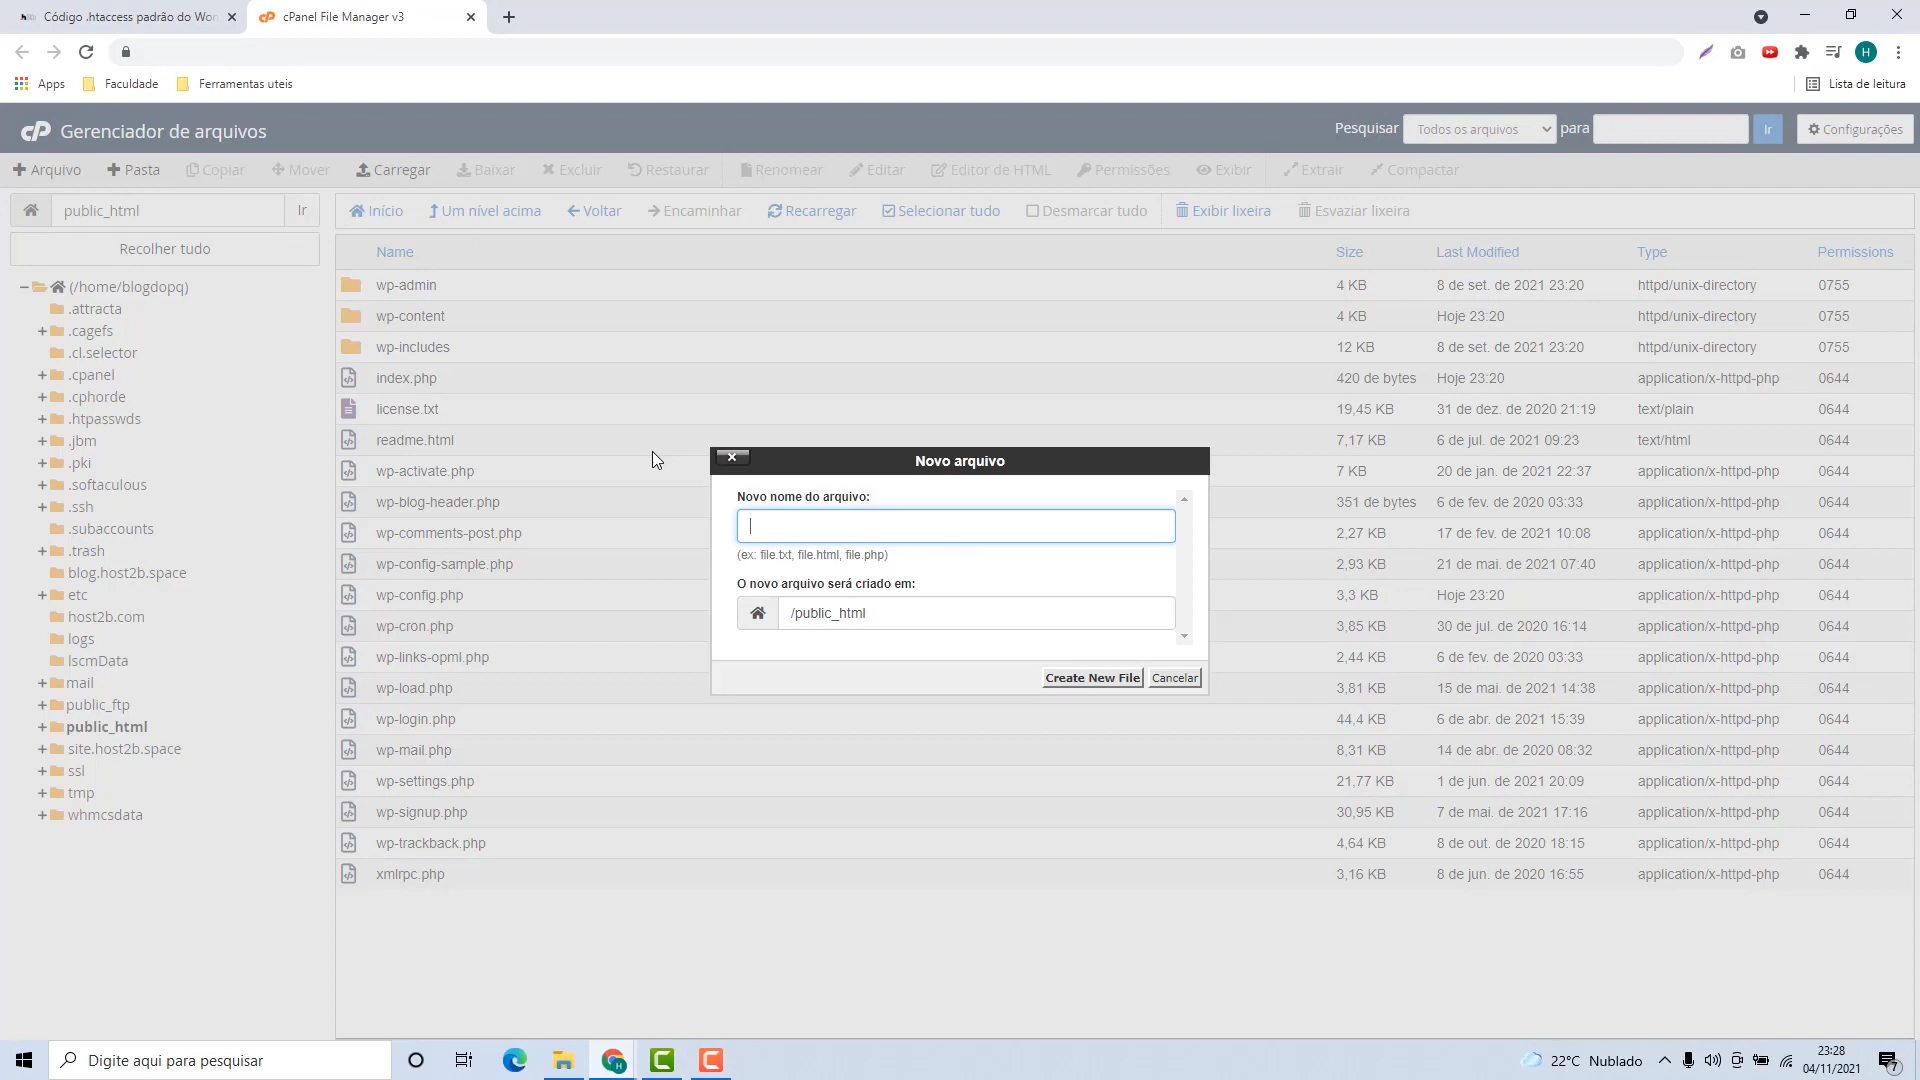 Código .htaccess padrão do Wor
cPanel File Manager v3
H
Apps
Faculdade
Ferramentas uteis
Lista de leitura
cP Gerenciador de arquivos
Pesquisar
Todos os arquivos
para
Ir
Configurações
Arquivo
Pasta
Copiar
Mover
Carregar
Baixar
Excluir
Restaurar
Renomear
Editar
Editor de HTML
Permissões
Exibir
Extrair
Compactar
public_html
Ir
Início
Um nível acima
Voltar
Encaminhar
Recarregar
Selecionar tudo
Desmarcar tudo
Exibir lixeira
Esvaziar lixeira
Recolher tudo
(/home/blogdopq)
.attracta
.cagefs
.cl.selector
.cpanel
.cphorde
.htpasswds
.jbm
.pki
.softaculous
.ssh
.subaccounts
.trash
blog.host2b.space
etc
host2b.com
logs
lscmData
mail
public_ftp
public_html
site.host2b.space
ssl
tmp
whmcsdata
Name Size Last Modified Type Permissions
wp-admin 4 KB 8 de set. de 2021 23:20 httpd/unix-directory 0755
wp-content 4 KB Hoje 23:20 httpd/unix-directory 0755
wp-includes 12 KB 8 de set. de 2021 23:20 httpd/unix-directory 0755
index.php 420 de bytes Hoje 23:20 application/x-httpd-php 0644
license.txt 19,45 KB 31 de dez. de 2020 21:19 text/plain 0644
readme.html 7,17 KB 6 de jul. de 2021 09:23 text/html 0644
wp-activate.php 7 KB 20 de jan. de 2021 22:37 application/x-httpd-php 0644
wp-blog-header.php 351 de bytes 6 de fev. de 2020 03:33 application/x-httpd-php 0644
wp-comments-post.php 2,27 KB 17 de fev. de 2021 10:08 application/x-httpd-php 0644
wp-config-sample.php 2,93 KB 21 de mai. de 2021 07:40 application/x-httpd-php 0644
wp-config.php 3,3 KB Hoje 23:20 application/x-httpd-php 0644
wp-cron.php 3,85 KB 30 de jul. de 2020 16:14 application/x-httpd-php 0644
wp-links-opml.php 2,44 KB 6 de fev. de 2020 03:33 application/x-httpd-php 0644
wp-load.php 3,81 KB 15 de mai. de 2021 14:38 application/x-httpd-php 0644
wp-login.php 44,4 KB 6 de abr. de 2021 15:39 application/x-httpd-php 0644
wp-mail.php 8,31 KB 14 de abr. de 2020 08:32 application/x-httpd-php 0644
wp-settings.php 21,77 KB 1 de jun. de 2021 20:09 application/x-httpd-php 0644
wp-signup.php 30,95 KB 7 de mai. de 2021 17:16 application/x-httpd-php 0644
wp-trackback.php 4,64 KB 8 de out. de 2020 18:15 application/x-httpd-php 0644
xmlrpc.php 3,16 KB 8 de jun. de 2020 16:55 application/x-httpd-php 0644
Novo arquivo
Novo nome do arquivo:
(ex: file.txt, file.html, file.php)
O novo arquivo será criado em:
/public_html
Create New File
Cancelar
Digite aqui para pesquisar
22°C Nublado
23:28
04/11/2021
7